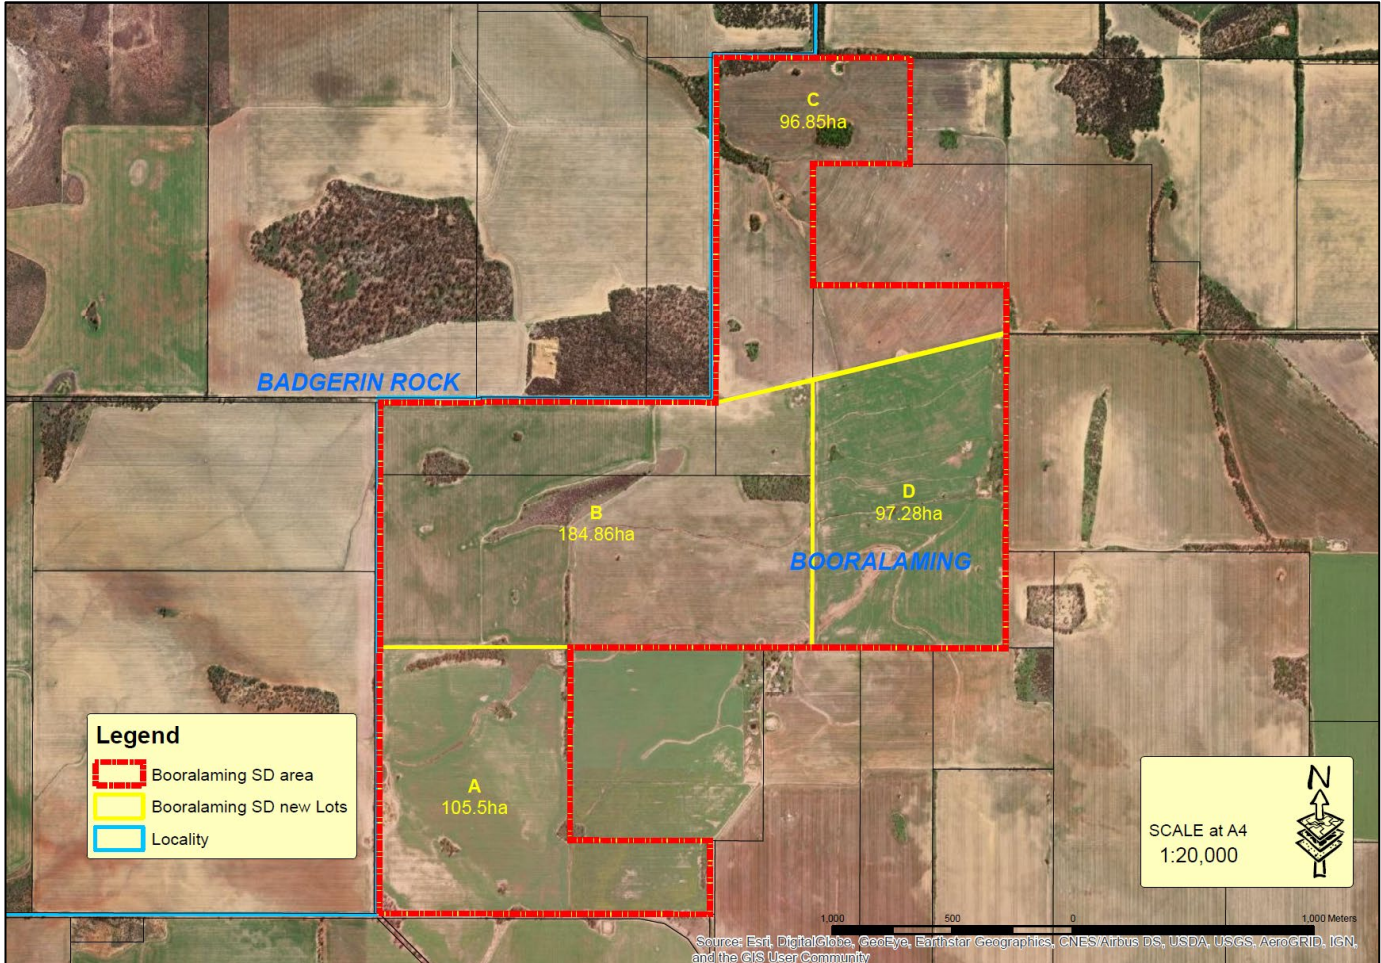 C
96.85ha
BADGERIN ROCK
B
184.86ha
D
97.28ha
BOORALAMING
A
105.5ha
Legend
Booralaming SD area
Booralaming SD new Lots
Locality
N
SCALE at A4
1:20,000
1,000 500 0 1,000 Meters
Source: Esri, DigitalGlobe, GeoEye, Earthstar Geographics, CNES/Airbus DS, USDA, USGS, AeroGRID, IGN,
and the GIS User Community